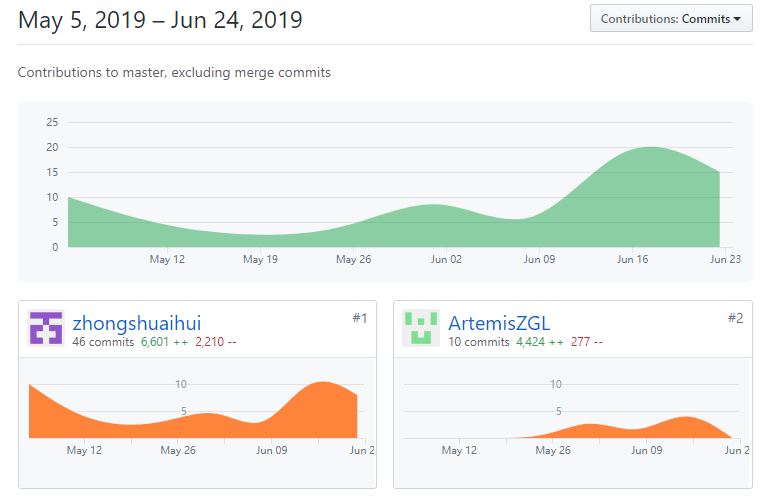 May 5, 2019 – Jun 24, 2019
Contributions: Commits
Contributions to master, excluding merge commits
25
20
15
10
5
0
May 12 May 19 May 26 Jun 02 Jun 09 Jun 16 Jun 23
zhongshuaihui #1
46 commits 6,601 ++ 2,210 --
10
5
May 12 May 26 Jun 09 Jun 2
ArtemisZGL #2
10 commits 4,424 ++ 277 --
10
5
May 12 May 26 Jun 09 Jun 2